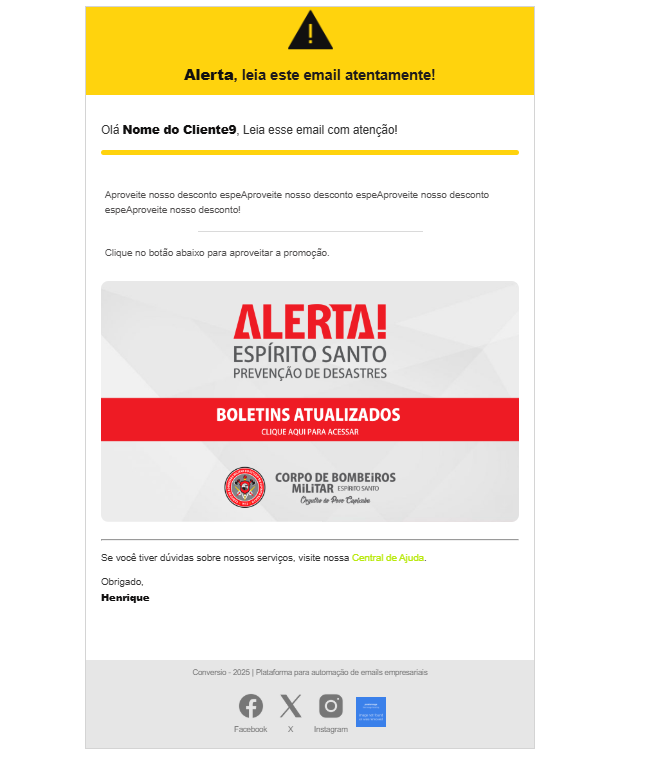 Alerta, leia este email atentamente!
Olá Nome do Cliente9, Leia esse email com atenção!
Aproveite nosso desconto espeAproveite nosso desconto espeAproveite nosso desconto
espeAproveite nosso desconto!
Clique no botão abaixo para aproveitar a promoção.
ALERTA!
ESPÍRITO SANTO
PREVENÇÃO DE DESASTRES
BOLETINS ATUALIZADOS
CLIQUE AQUI PARA ACESSAR
CORPO DE BOMBEIROS
MILITAR ESPIRITO SANTO
Orgulho do Povo Capixaba
Se você tiver dúvidas sobre nossos serviços, visite nossa Central de Ajuda.
Obrigado,
Henrique
Conversio - 2025 | Plataforma para automação de emails empresariais
Facebook X Instagram